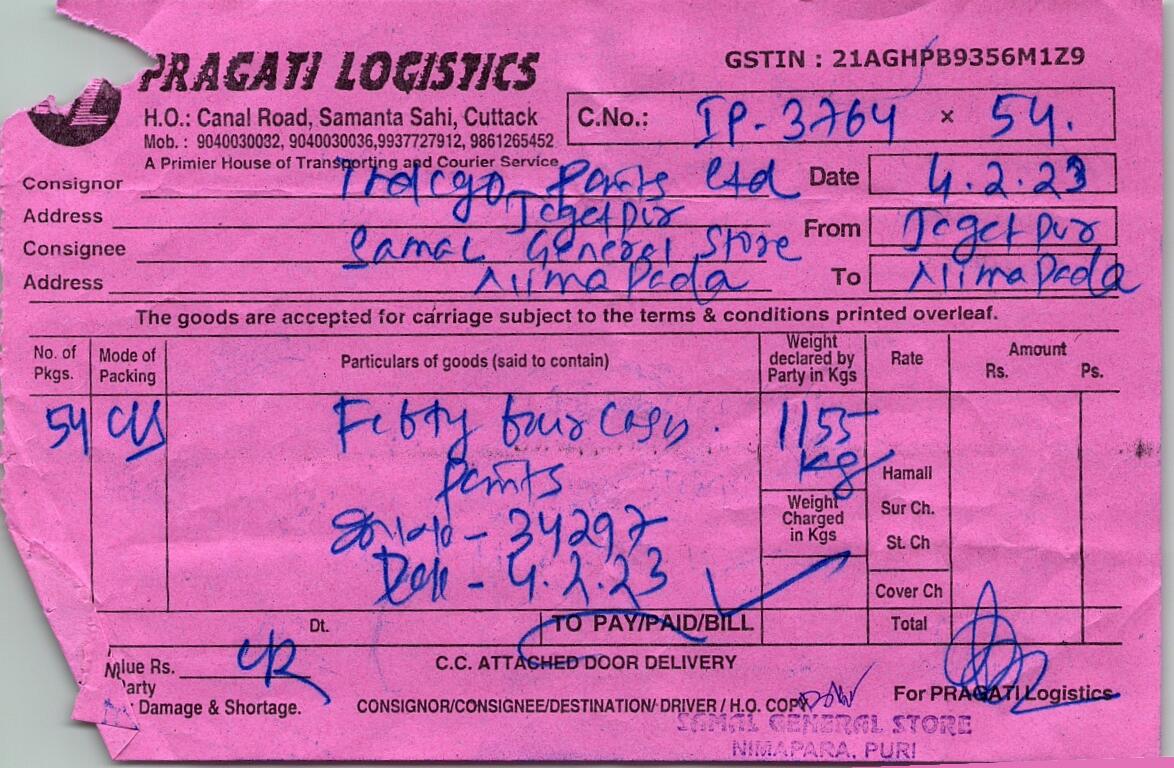 PRAGATI LOGISTICS
GSTIN : 21AGHPB9356M1Z9
H.O.: Canal Road, Samanta Sahi, Cuttack
C.No.: IP-3764 × 54.
Mob. : 9040030032, 9040030036,9937727912, 9861265452
A Primier House of Transporting and Courier Service
Consignor Paints Ltd Date 4.2.23
Address Jagatpur From Jagatpur
Consignee Samal General Store
Address Nimapada To Nimapada
The goods are accepted for carriage subject to the terms & conditions printed overleaf.
No. of Pkgs. Mode of Packing Particulars of goods (said to contain) Weight declared by Party in Kgs Rate Amount Rs. Ps.
54 C/S Fifty four Cases. 1155 Kg
Paints
Hamali
34297
Weight Charged in Kgs
Sur Ch.
St. Ch
Date - 4.2.23
Cover Ch
Dt. TO PAY/PAID/BILL Total
lue Rs. C.C. ATTACHED DOOR DELIVERY
arty
Damage & Shortage. CONSIGNOR/CONSIGNEE/DESTINATION/DRIVER / H.O. COPY For PRAGATI Logistics
SAMAL GENERAL STORE
NIMAPARA, PURI